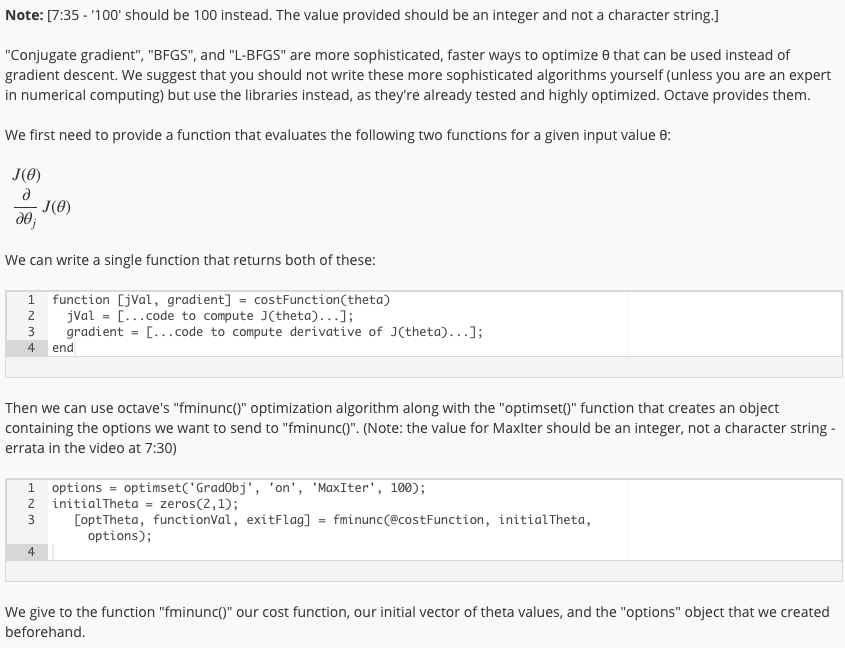 Note: [7:35 - '100' should be 100 instead. The value provided should be an integer and not a character string.]
"Conjugate gradient", "BFGS", and "L-BFGS" are more sophisticated, faster ways to optimize θ that can be used instead of
gradient descent. We suggest that you should not write these more sophisticated algorithms yourself (unless you are an expert
in numerical computing) but use the libraries instead, as they're already tested and highly optimized. Octave provides them.
We first need to provide a function that evaluates the following two functions for a given input value θ:
J(θ)
∂
∂θj J(θ)
We can write a single function that returns both of these:
1 function [jVal, gradient] = costFunction(theta)
2   jVal = [...code to compute J(theta)...];
3   gradient = [...code to compute derivative of J(theta)...];
4 end
Then we can use octave's "fminunc()" optimization algorithm along with the "optimset()" function that creates an object
containing the options we want to send to "fminunc()". (Note: the value for MaxIter should be an integer, not a character string -
errata in the video at 7:30)
1 options = optimset('GradObj', 'on', 'MaxIter', 100);
2 initialTheta = zeros(2,1);
3    [optTheta, functionVal, exitFlag] = fminunc(@costFunction, initialTheta,
options);
4
We give to the function "fminunc()" our cost function, our initial vector of theta values, and the "options" object that we created
beforehand.